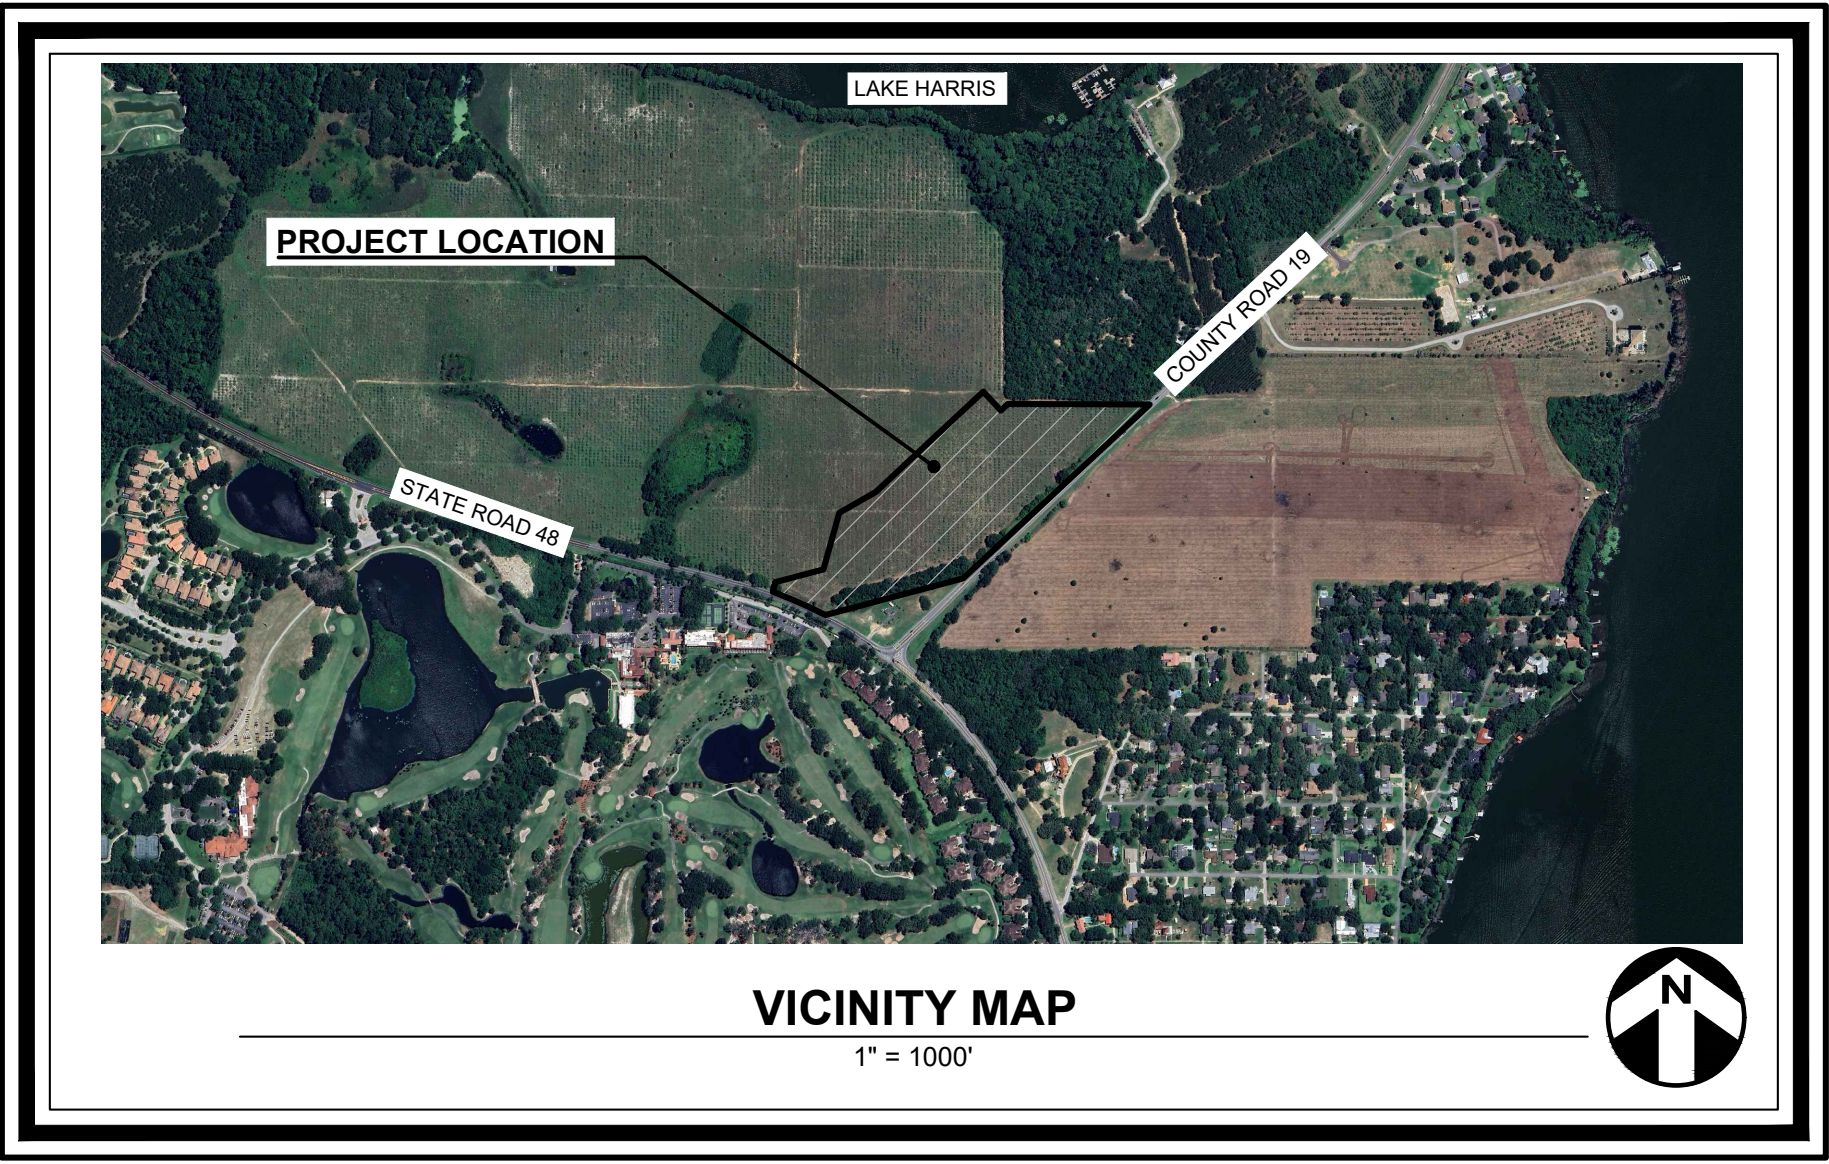 LAKE HARRIS
PROJECT LOCATION
COUNTY ROAD 19
STATE ROAD 48
VICINITY MAP
1" = 1000'
N